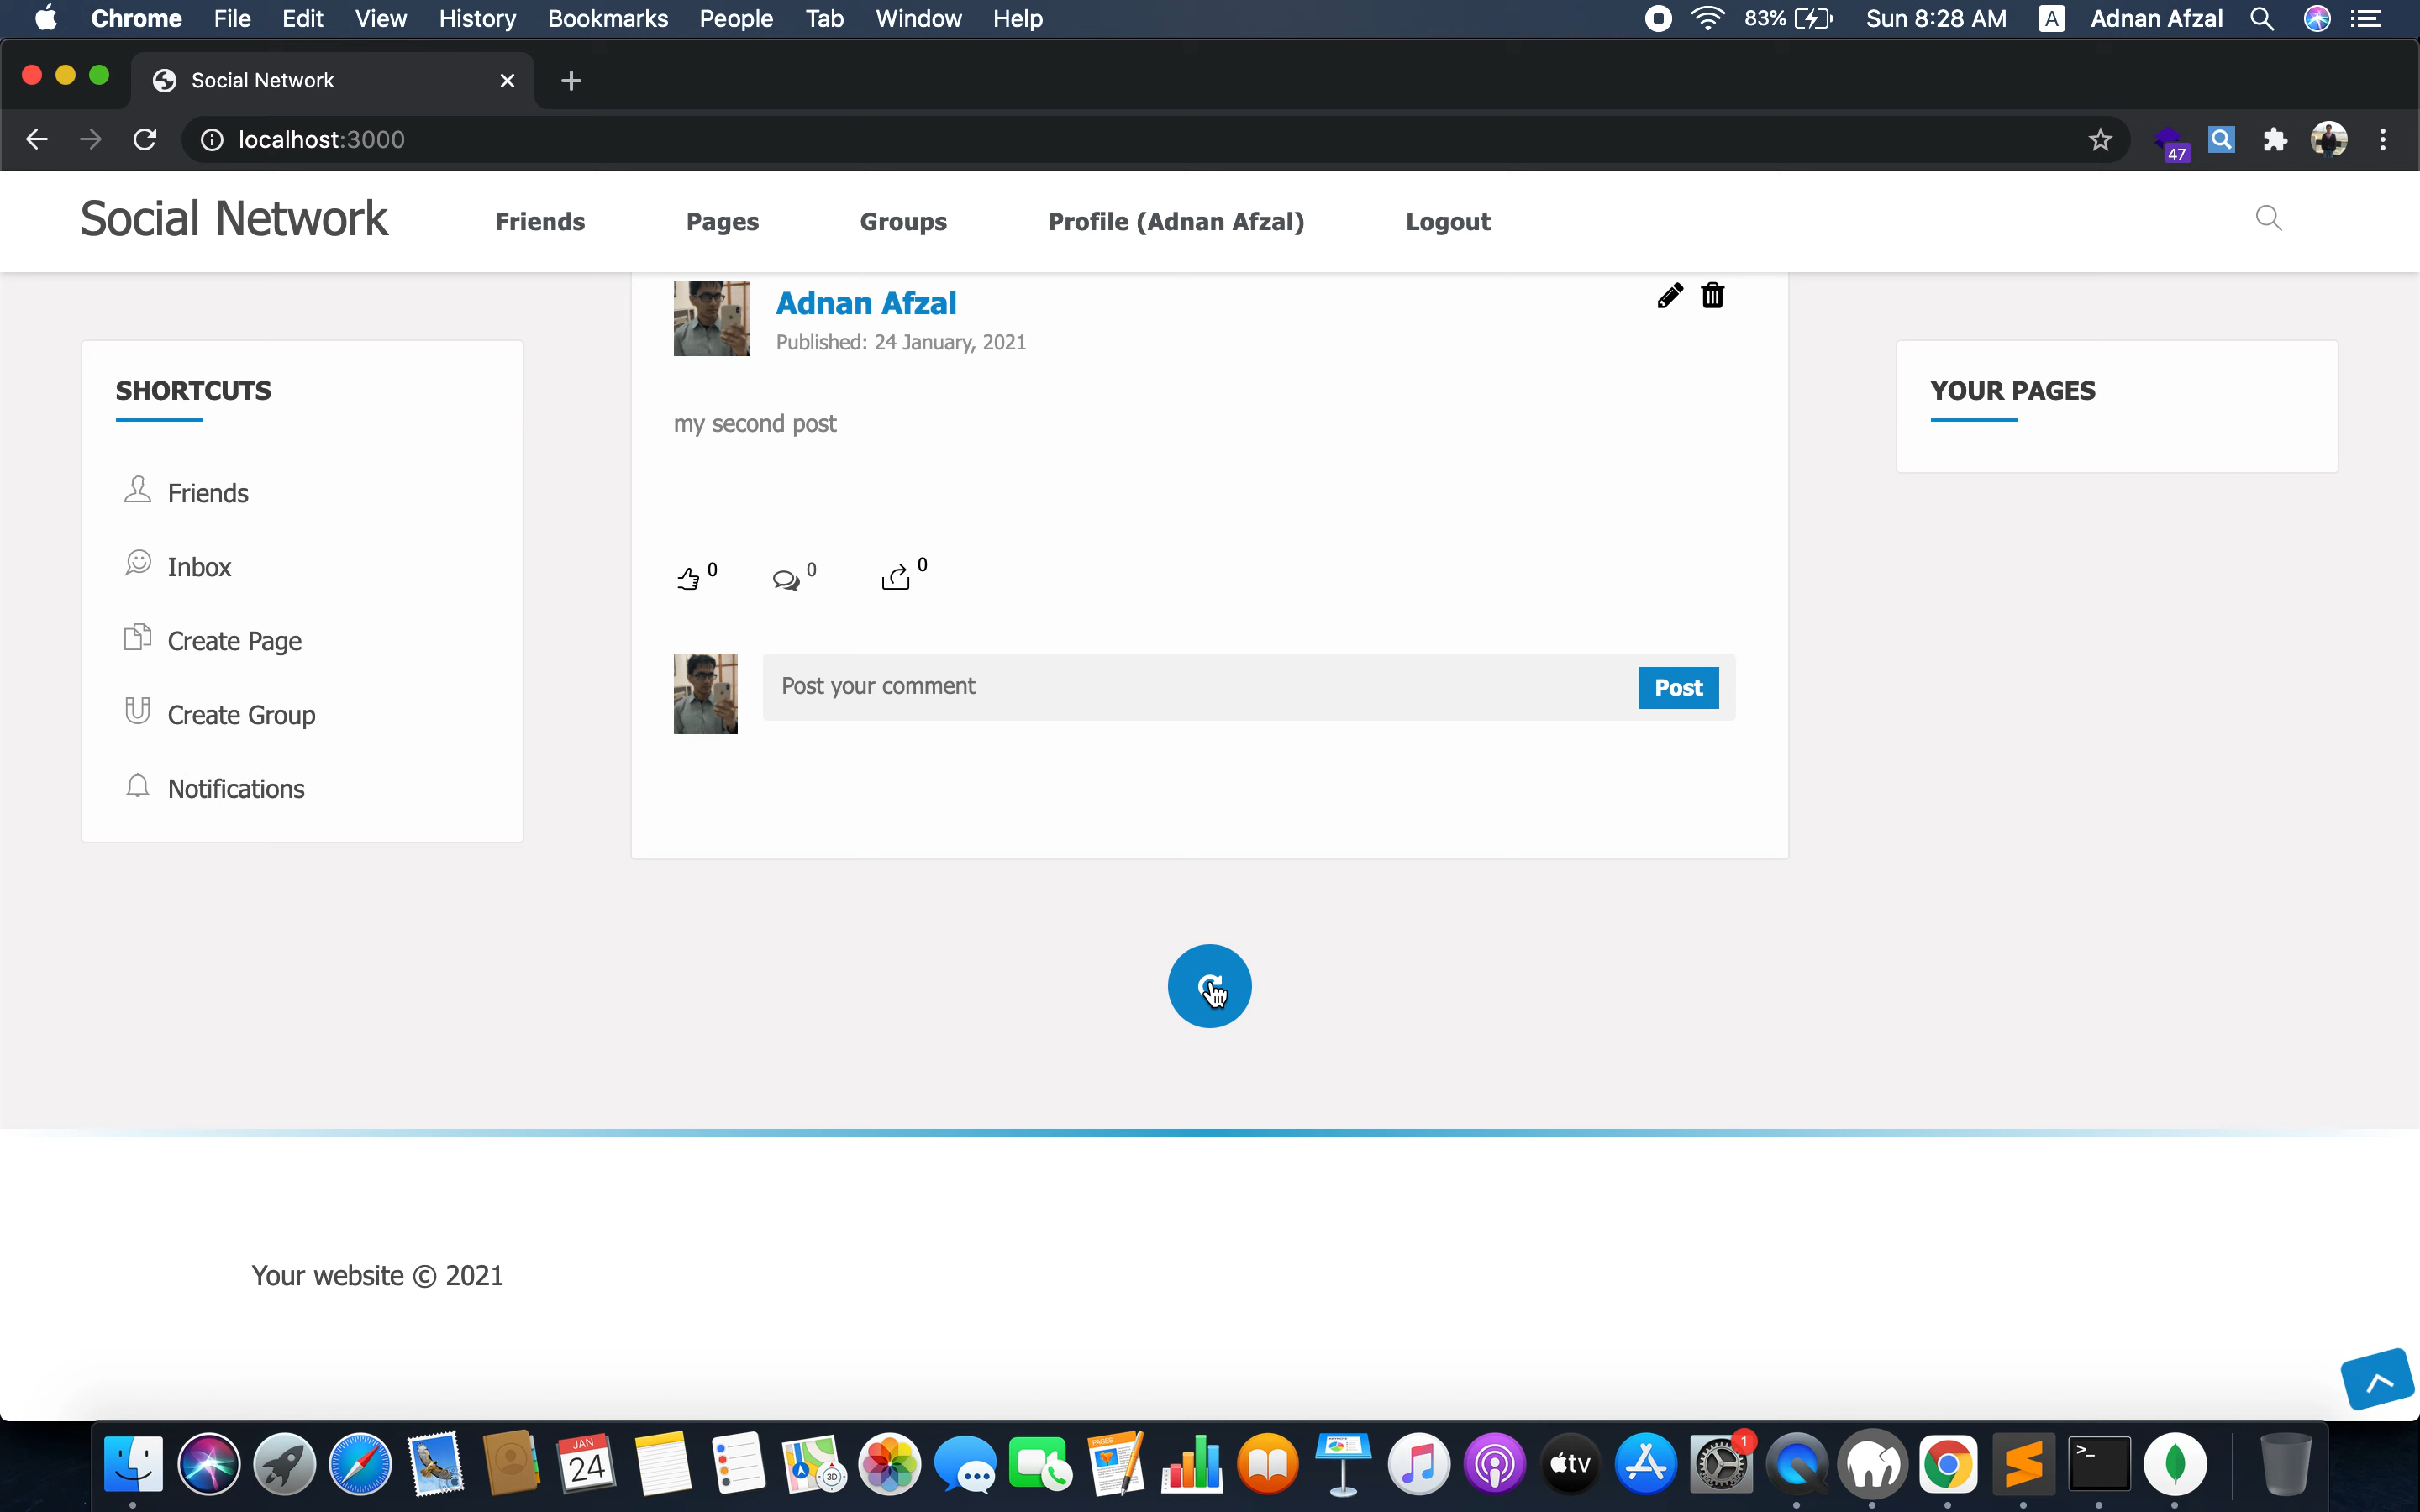 Chrome File Edit View History Bookmarks People Tab Window Help 83% Sun 8:28 AM A Adnan Afzal
Social Network
localhost:3000
47
Social Network Friends Pages Groups Profile (Adnan Afzal) Logout
Adnan Afzal
Published: 24 January, 2021
my second post
0 0 0
Post your comment Post
SHORTCUTS
Friends
Inbox
Create Page
Create Group
Notifications
YOUR PAGES
Your website © 2021
JAN
24
3D
PAGES
tv
1
>_